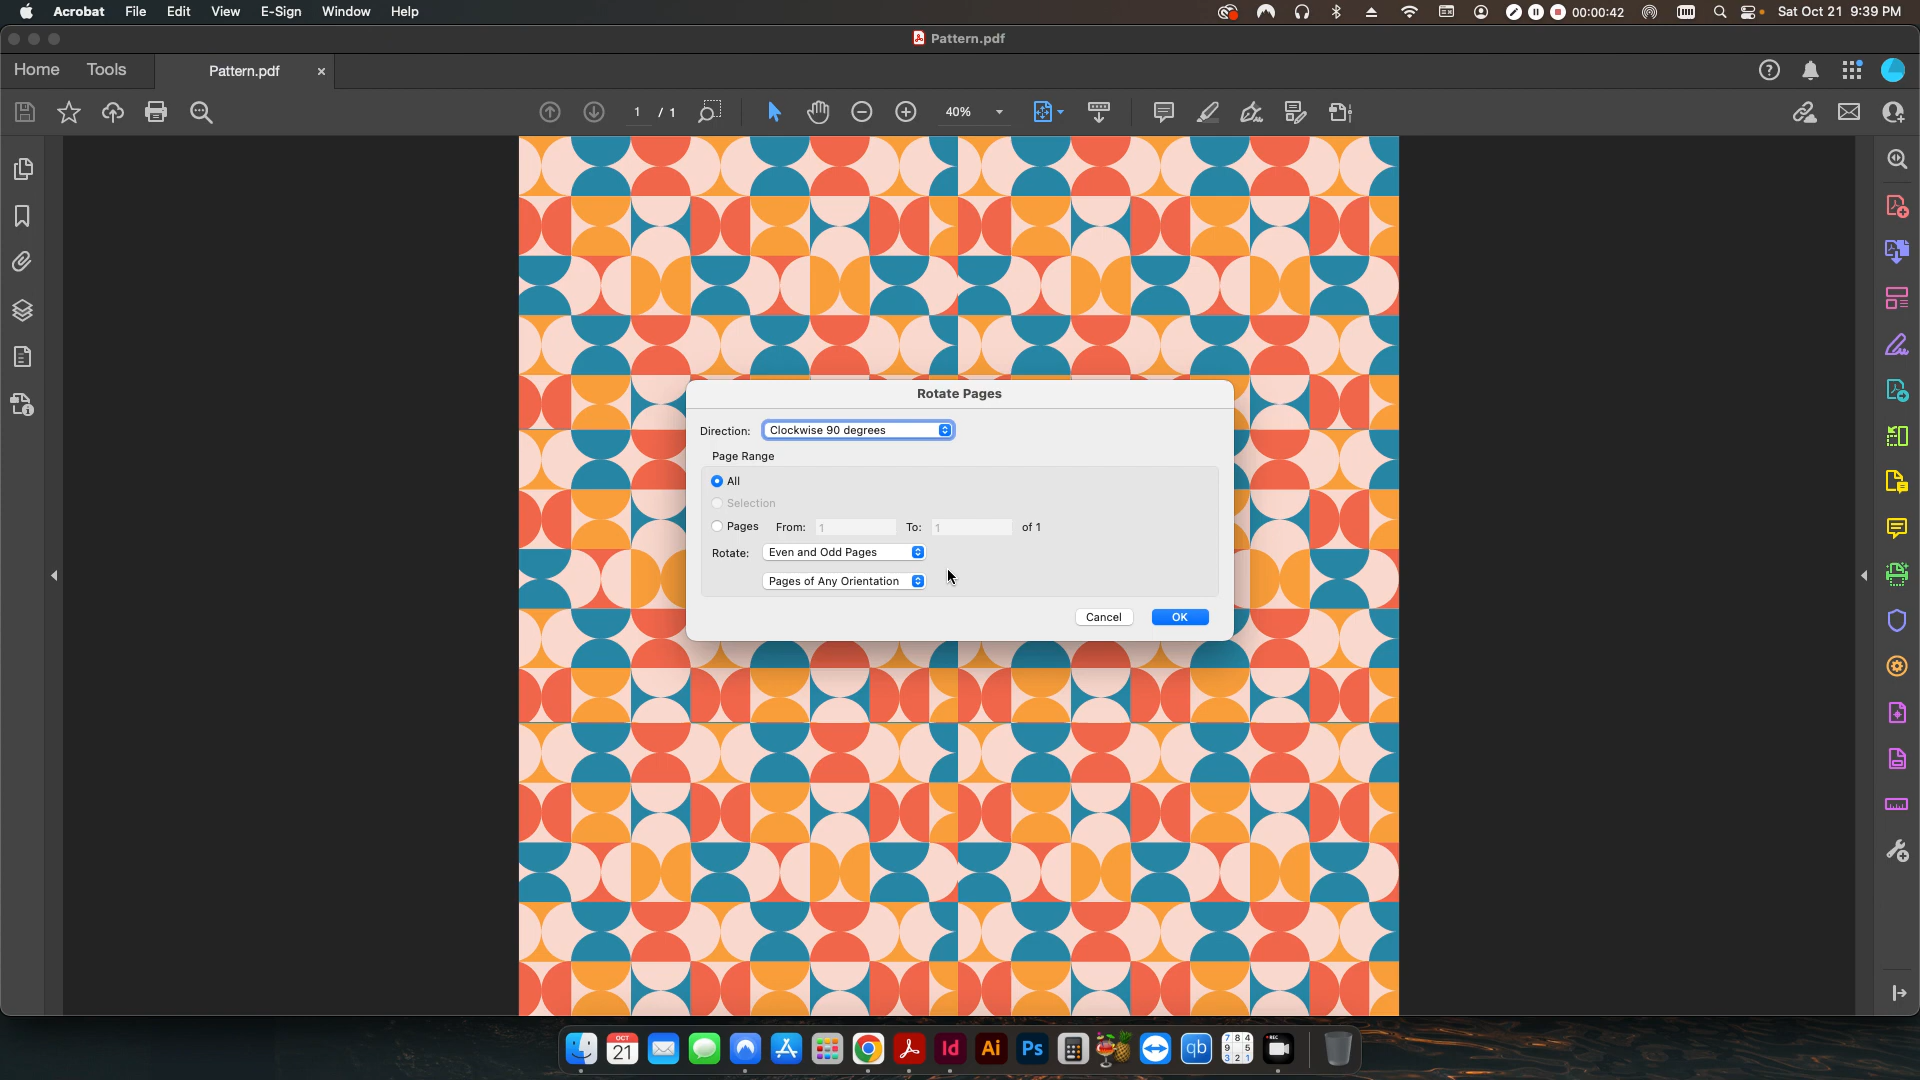 Acrobat File Edit View E-Sign Window Help 00:00:42 Sat Oct 21 9:39 PM
Pattern.pdf
Home Tools Pattern.pdf
1 / 1 40%
Rotate Pages
Direction: Clockwise 90 degrees
Page Range
All
Selection
Pages From: 1 To: 1 of 1
Rotate: Even and Odd Pages
Pages of Any Orientation
Cancel OK
OCT
21
Id Ai Ps qb